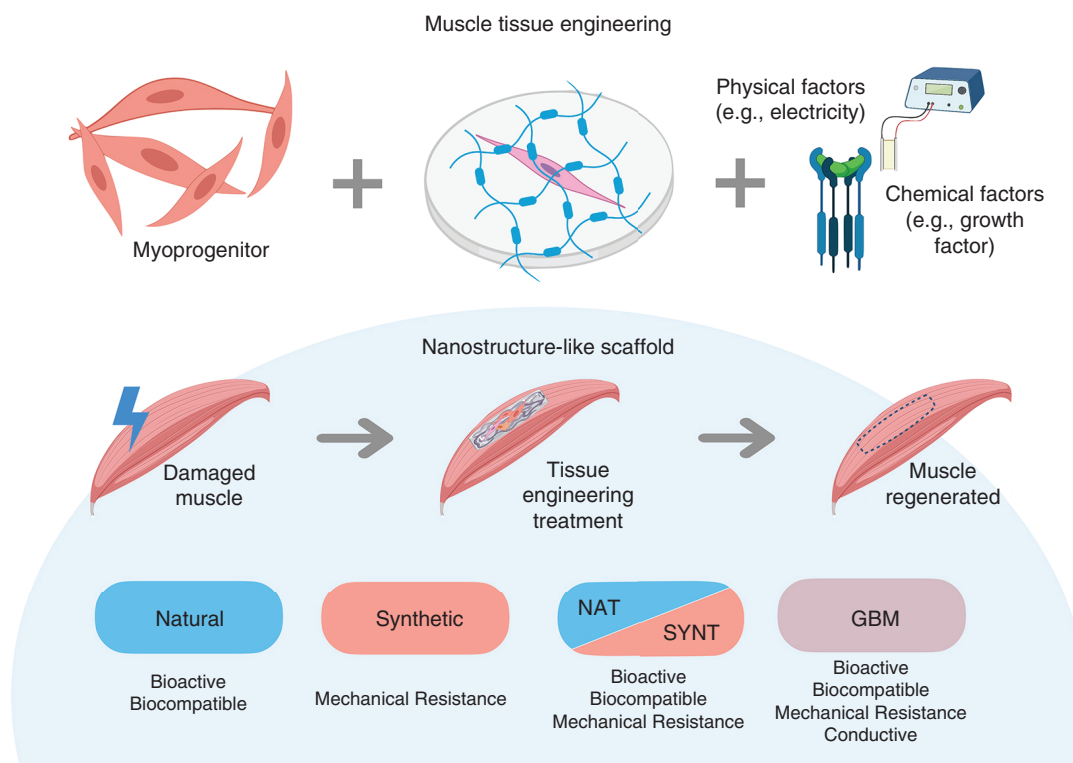 Muscle tissue engineering
Physical factors
(e.g., electricity)
Chemical factors
(e.g., growth
factor)
Myoprogenitor
Nanostructure-like scaffold
Damaged
muscle
Tissue
engineering
treatment
Muscle
regenerated
Natural
Bioactive
Biocompatible
Synthetic
Mechanical Resistance
NAT
SYNT
Bioactive
Biocompatible
Mechanical Resistance
GBM
Bioactive
Biocompatible
Mechanical Resistance
Conductive